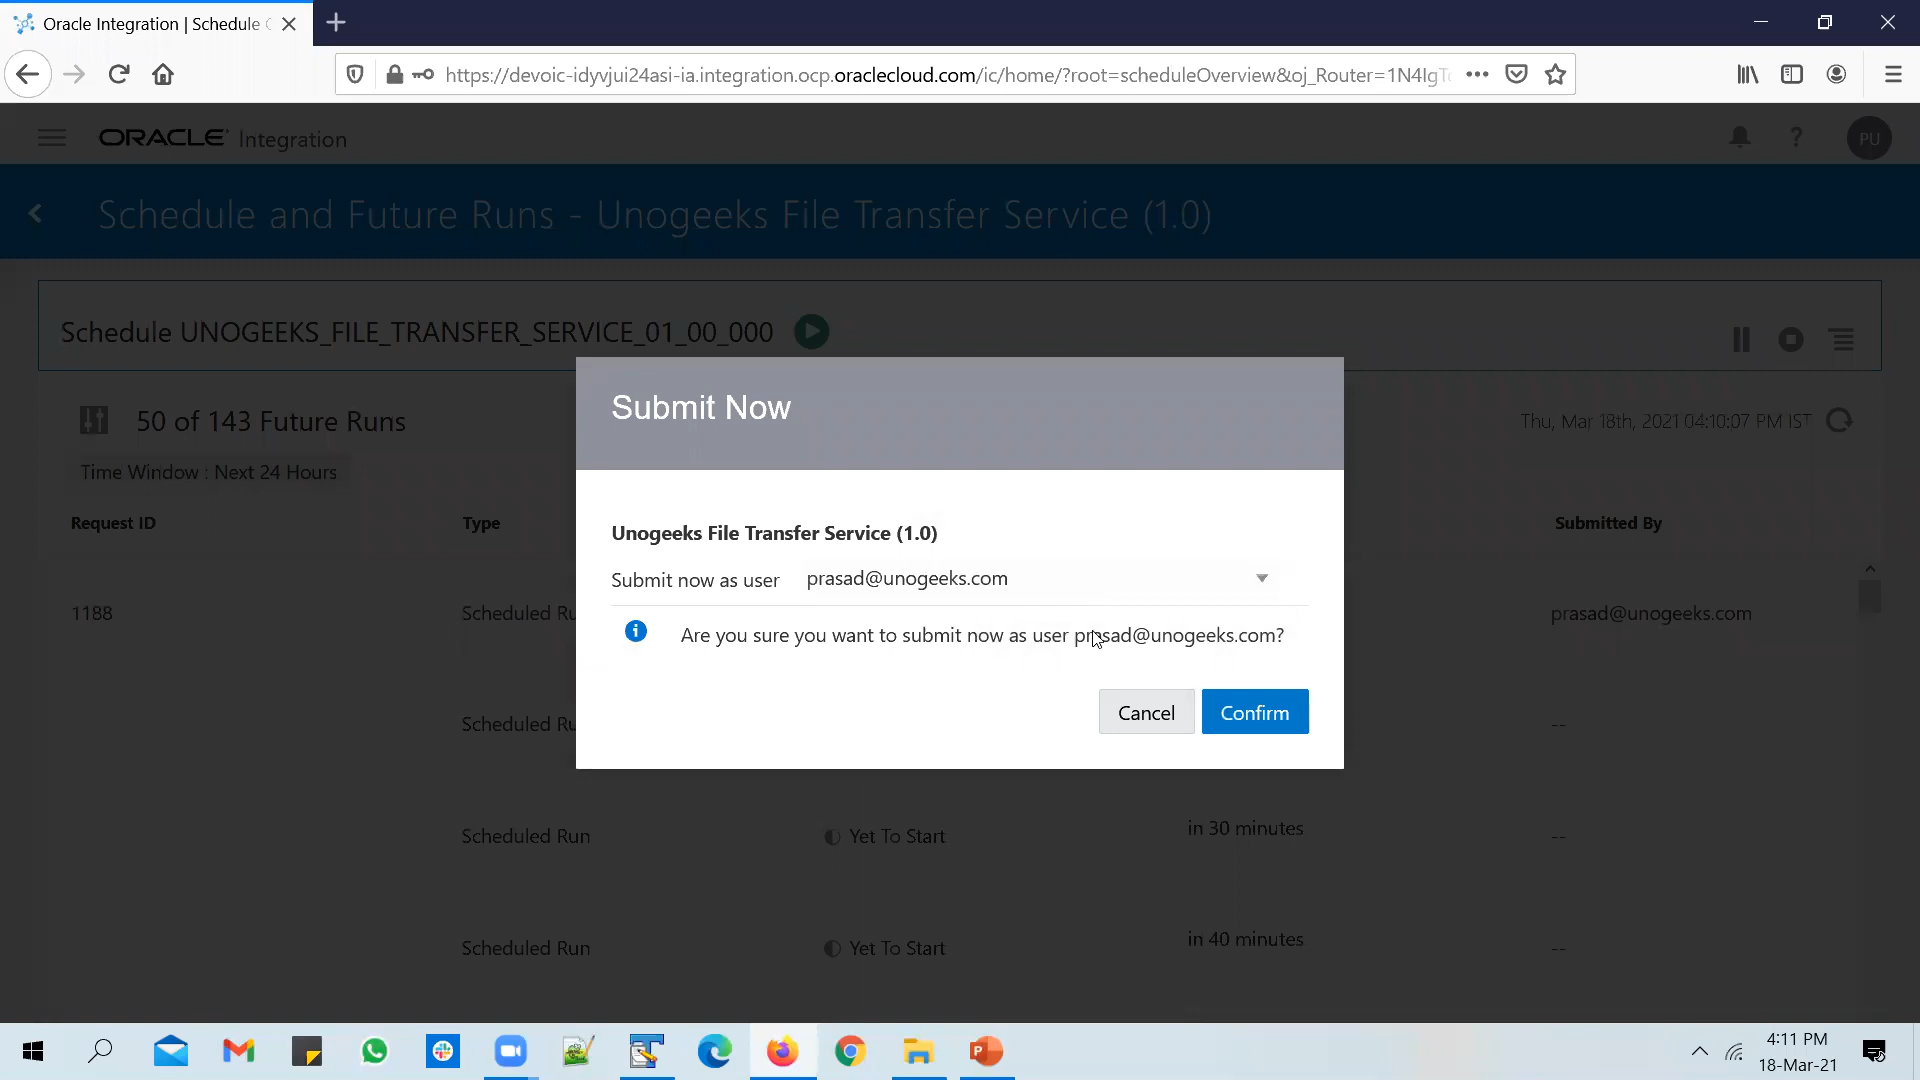 Oracle Integration | Schedule
https://devoic-idyvjui24asi-ia.integration.ocp.oraclecloud.com/ic/home/?root=scheduleOverview&oj_Router=1N4IgT
ORACLE Integration
PU
Schedule and Future Runs - Unogeeks File Transfer Service (1.0)
Schedule UNOGEEKS_FILE_TRANSFER_SERVICE_01_00_000
50 of 143 Future Runs
Thu, Mar 18th, 2021 04:10:07 PM IST
Time Window : Next 24 Hours
Request ID Type Submitted By
1188 Scheduled Ru prasad@unogeeks.com
Scheduled Ru --
Scheduled Run Yet To Start in 30 minutes --
Scheduled Run Yet To Start in 40 minutes --
Submit Now
Unogeeks File Transfer Service (1.0)
Submit now as user prasad@unogeeks.com
Are you sure you want to submit now as user prasad@unogeeks.com?
Cancel Confirm
4:11 PM
18-Mar-21